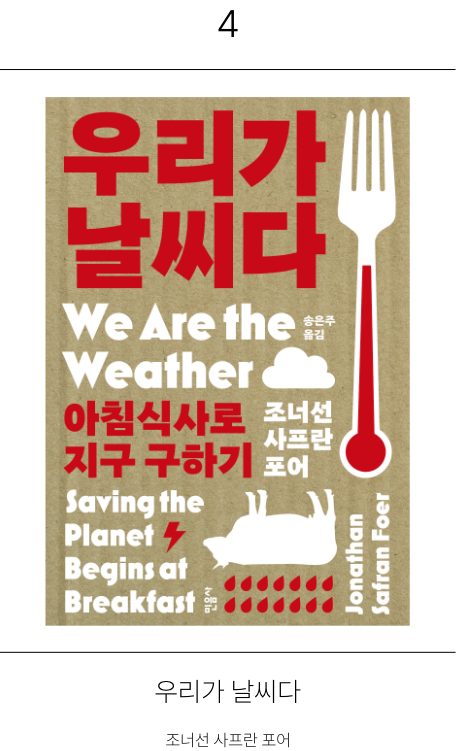 4
우리가
날씨다
We Are the
송은주
옮김
Weather
아침식사로
지구 구하기
조너선
사프란
포어
Saving the
Planet
Begins at
Breakfast
민음사
Jonathan
Safran Foer
우리가 날씨다
조너선 사프란 포어